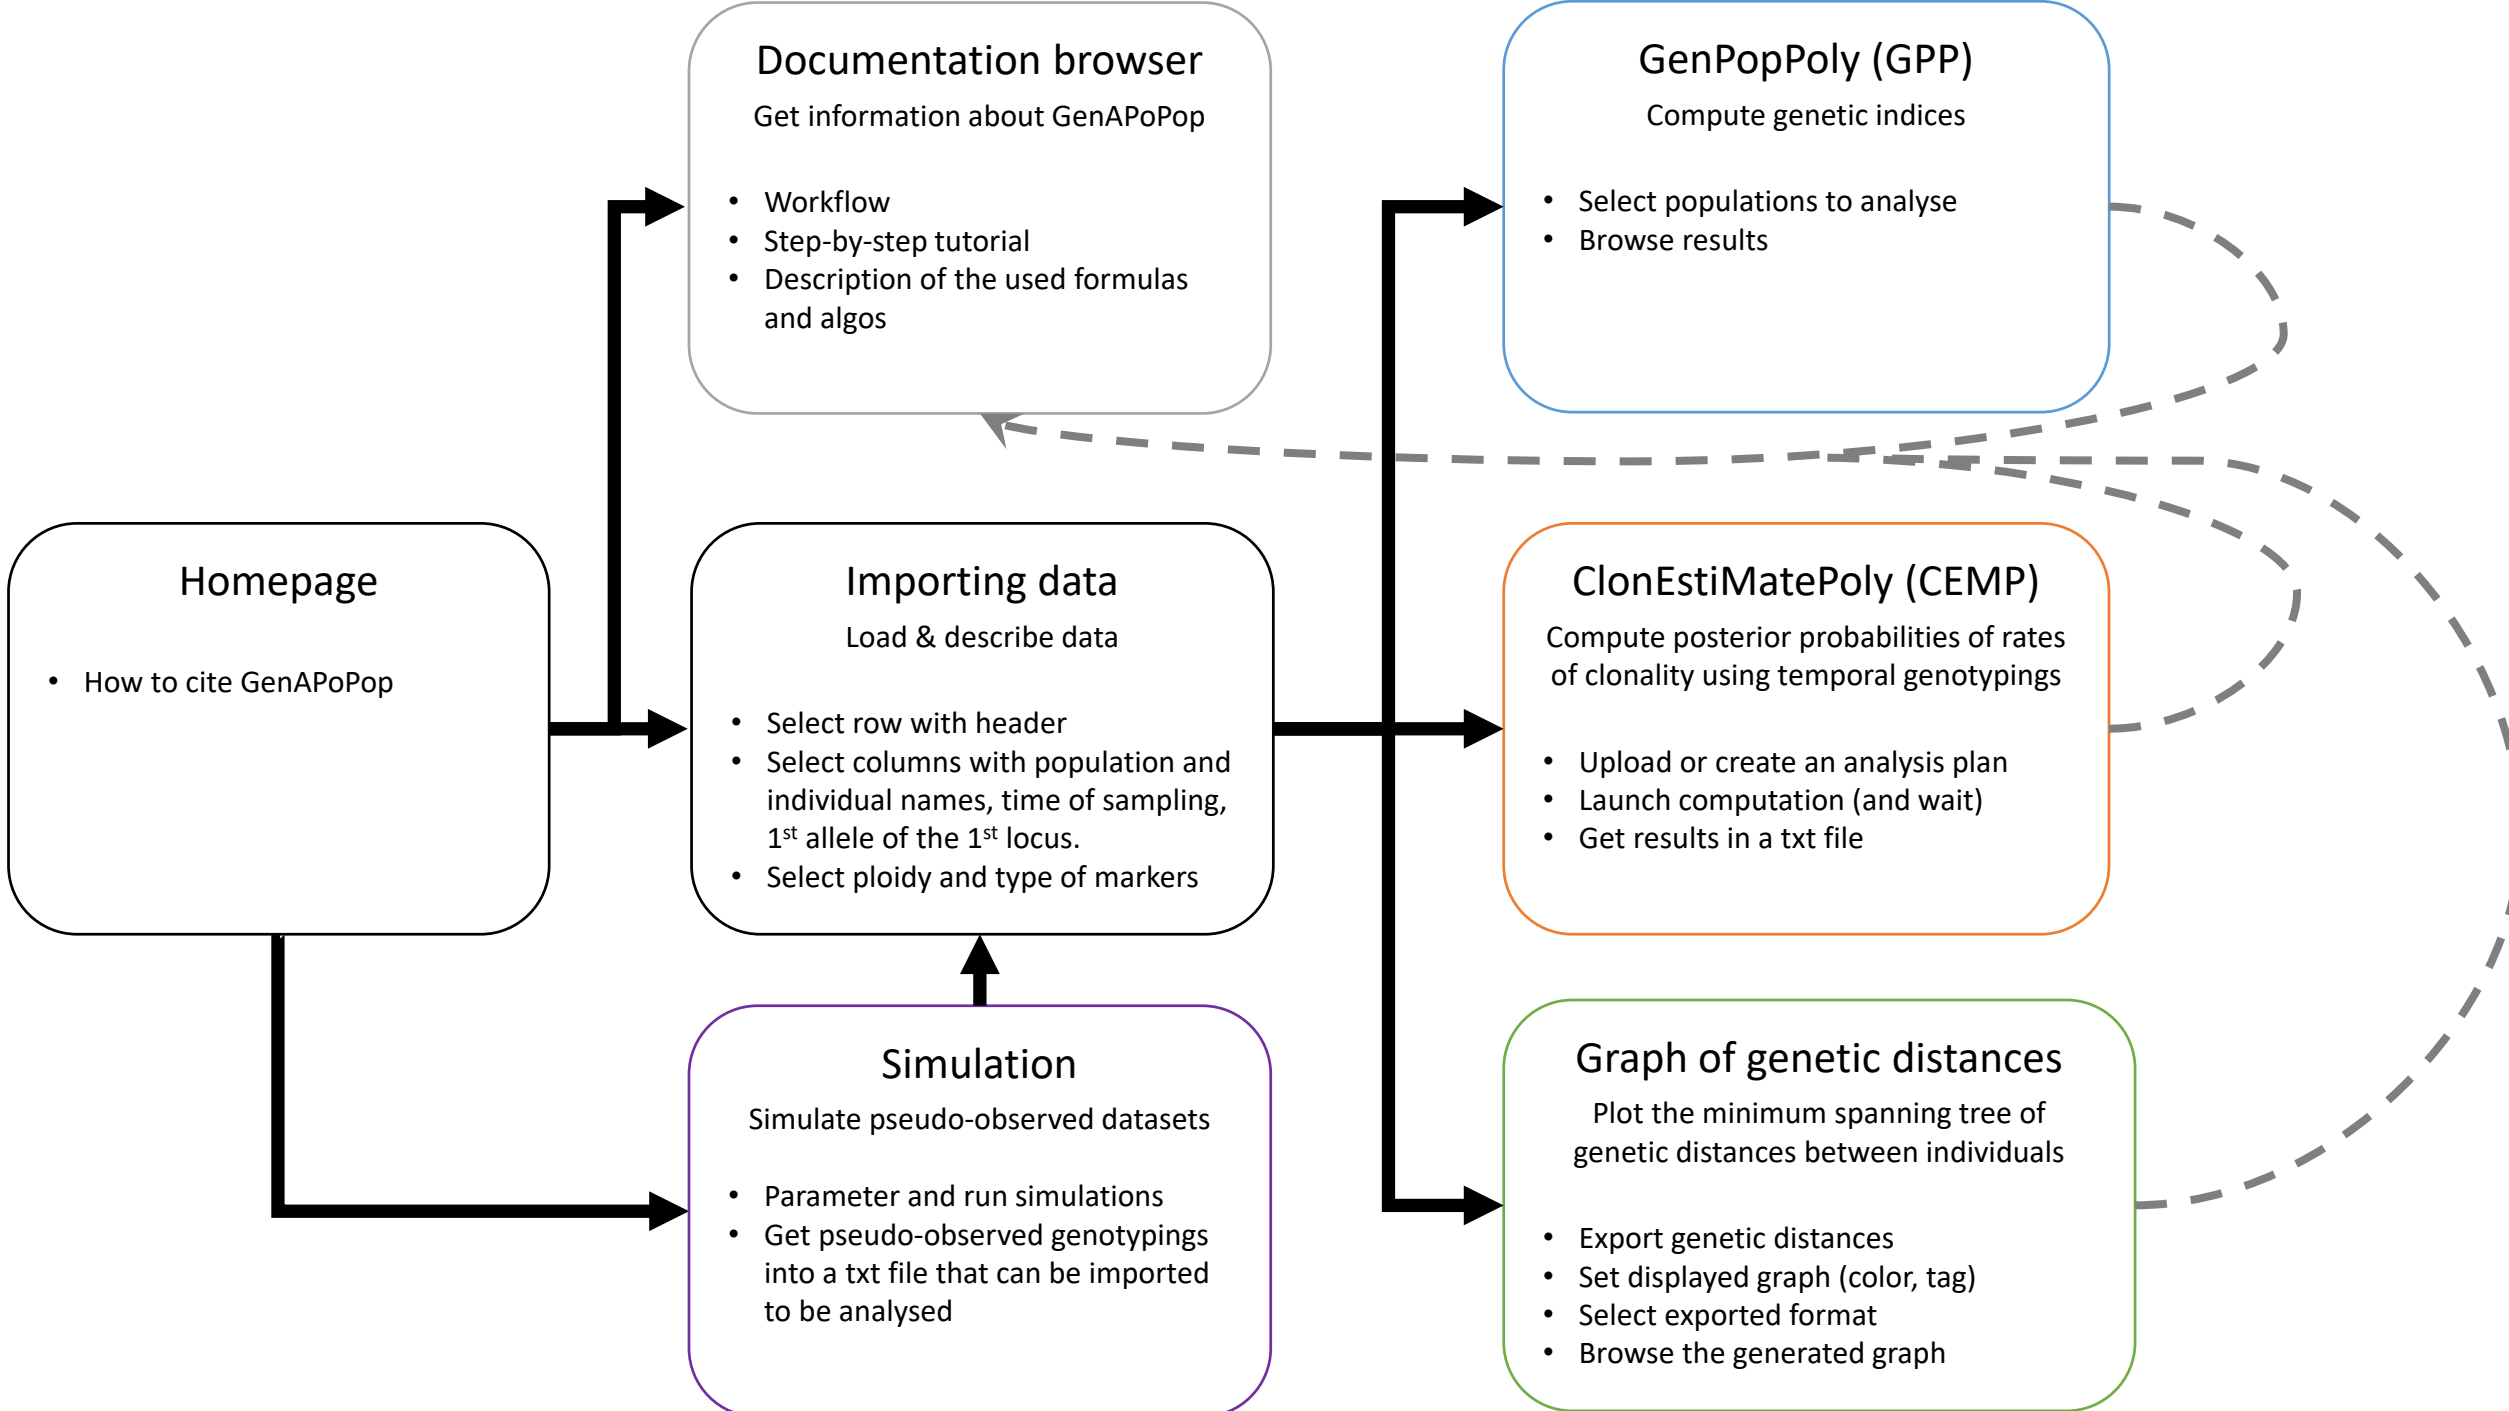 Documentation browser
Get information about GenAPoPop
• Workflow
• Step-by-step tutorial
• Description of the used formulas
and algos
GenPopPoly (GPP)
Compute genetic indices
• Select populations to analyse
• Browse results
Homepage
• How to cite GenAPoPop
Importing data
Load & describe data
• Select row with header
• Select columns with population and
individual names, time of sampling,
1st allele of the 1st locus.
• Select ploidy and type of markers
ClonEstiMatePoly (CEMP)
Compute posterior probabilities of rates
of clonality using temporal genotypings
• Upload or create an analysis plan
• Launch computation (and wait)
• Get results in a txt file
Simulation
Simulate pseudo-observed datasets
• Parameter and run simulations
• Get pseudo-observed genotypings
into a txt file that can be imported
to be analysed
Graph of genetic distances
Plot the minimum spanning tree of
genetic distances between individuals
• Export genetic distances
• Set displayed graph (color, tag)
• Select exported format
• Browse the generated graph